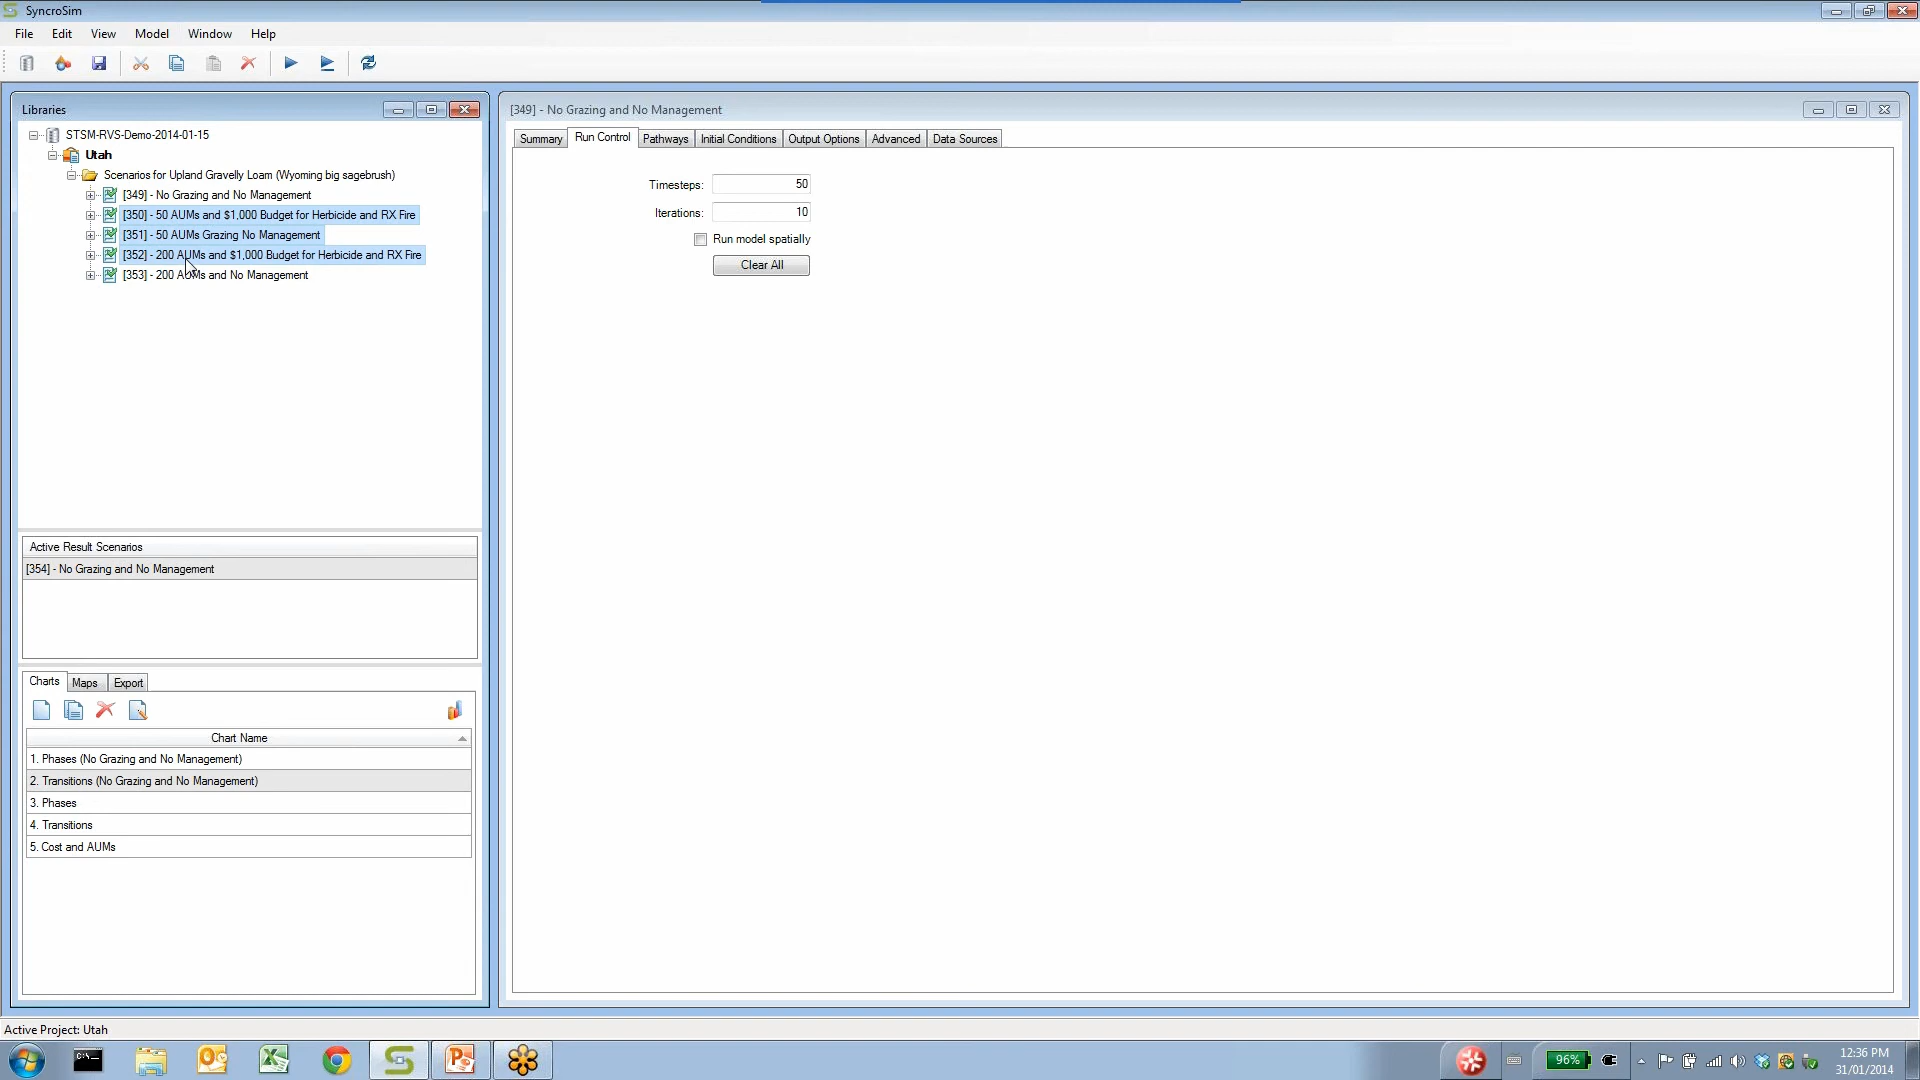 SyncroSim
File Edit View Model Window Help
Libraries
STSM-RVS-Demo-2014-01-15
Utah
Scenarios for Upland Gravelly Loam (Wyoming big sagebrush)
[349] - No Grazing and No Management
[350] - 50 AUMs and $1,000 Budget for Herbicide and RX Fire
[351] - 50 AUMs Grazing No Management
[352] - 200 AUMs and $1,000 Budget for Herbicide and RX Fire
[353] - 200 AUMs and No Management
Active Result Scenarios
[354] - No Grazing and No Management
Charts Maps Export
Chart Name
1. Phases (No Grazing and No Management)
2. Transitions (No Grazing and No Management)
3. Phases
4. Transitions
5. Cost and AUMs
[349] - No Grazing and No Management
Summary Run Control Pathways Initial Conditions Output Options Advanced Data Sources
Timesteps: 50
Iterations: 10
Run model spatially
Clear All
Active Project: Utah
96%
12:36 PM
31/01/2014